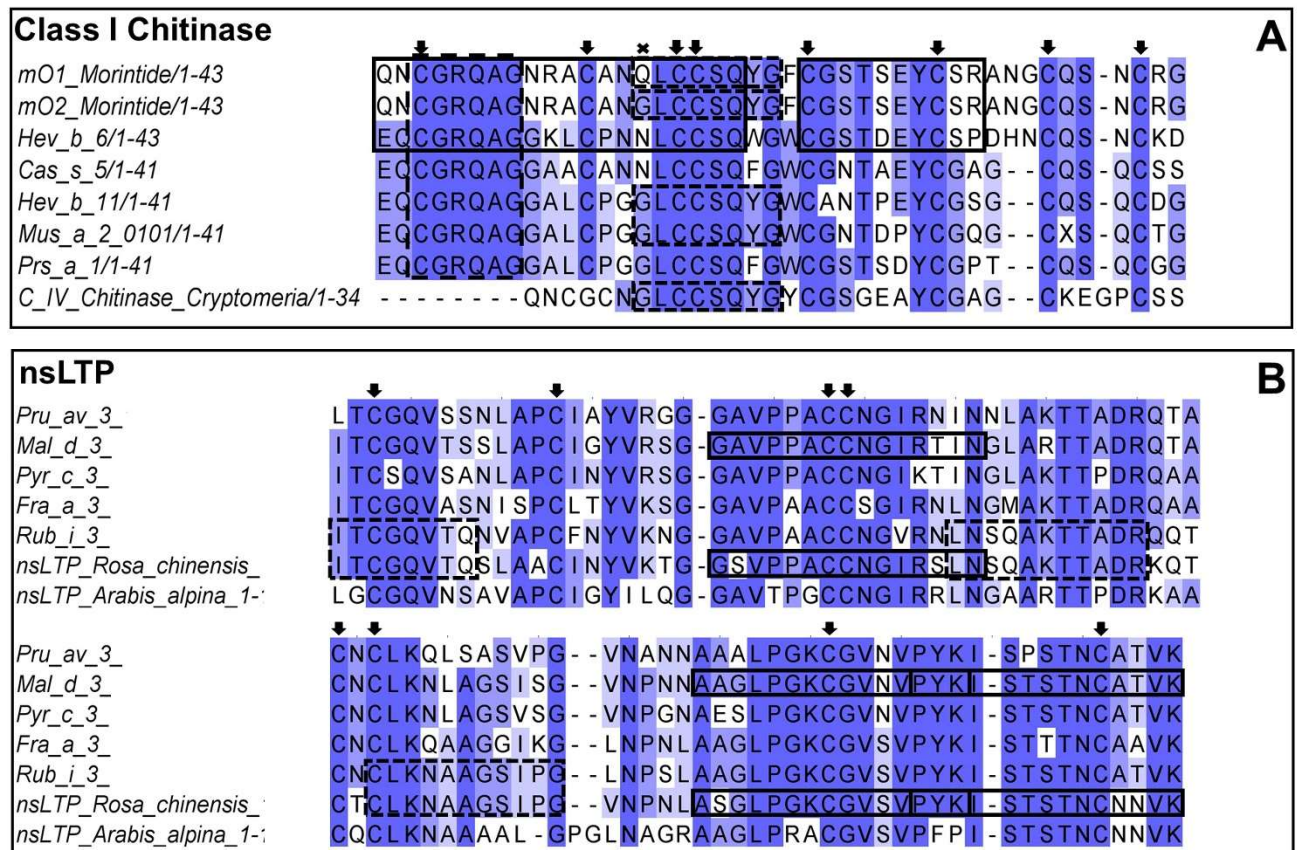 Class I Chitinase
A
mO1_Morintide/1-43 QNCGRQAGNRACANQLCCSQYGFCGSTSEYCSRANGCQS-NCRG
mO2_Morintide/1-43 QNCGRQAGNRACANGLCCSQYGFCGSTSEYCSRANGCQS-NCRG
Hev_b_6/1-43 EQCGRQAGGKLCPNNLCCSQWGWCGSTDEYCSPDHNCQS-NCKD
Cas_s_5/1-41 EQCGRQAGGAACANNLCCSQFGWCGNTAEYCGAG--CQS-QCSS
Hev_b_11/1-41 EQCGRQAGGALCPGGLCCSQYGWCANTPEYCGSG--CQS-QCDG
Mus_a_2_0101/1-41 EQCGRQAGGALCPGGLCCSQYGWCGNTDPYCGQG--CXS-QCTG
Prs_a_1/1-41 EQCGRQAGGALCPGGLCCSQFGWCGSTSDYCGPT--CQS-QCGG
C_IV_Chitinase_Cryptomeria/1-34 --------QNCGCNGLCCSQYGYCGSGEAYCGAG--CKEGPCSS
nsLTP
B
Pru_av_3_ LTCGQVSSNLAPCIAYVRGG-GAVPPACCNGIRNINNLAKTTADRQTA
Mal_d_3_ ITCGQVTSSLAPCIGYVRSG-GAVPPACCNGIRTINGLARTTADRQTA
Pyr_c_3_ ITCSQVSANLAPCINYVRSG-GAVPPACCNGIKTINGLAKTTPDRQAA
Fra_a_3_ ITCGQVASNISPCLTYVKSG-GAVPAACCSGIRNLNGMAKTTADRQAA
Rub_i_3_ ITCGQVTQNVAPCFNYVKNG-GAVPAACCNGVRNLNSQAKTTADRQQT
nsLTP_Rosa_chinensis_ ITCGQVTQSLAACINYVKTG-GSVPPACCNGIRSLNSQAKTTADRKQT
nsLTP_Arabis_alpina_1- LGCGQVNSAVAPCIGYILQG-GAVTPGCCNGIRRLNGAARTTPDRKAA
Pru_av_3_ CNCLKQLSASVPG--VNANNAAALPGKCGVNVPYKI-SPSTNCATVK
Mal_d_3_ CNCLKNLAGSISG--VNPNNAAGLPGKCGVNVPYKI-STSTNCATVK
Pyr_c_3_ CNCLKNLAGSVSG--VNPGNAESLPGKCGVNVPYKI-STSTNCATVK
Fra_a_3_ CNCLKQAAGGIKG--LNPNLAAGLPGKCGVSVPYKI-STTTNCAAVK
Rub_i_3_ CNCLKNAAGSIPG--LNPSLAAGLPGKCGVSVPYKI-STSTNCATVK
nsLTP_Rosa_chinensis_ CTCLKNAAGSIPG--VNPNLASGLPGKCGVSVPYKI-STSTNCNNVK
nsLTP_Arabis_alpina_1- CQCLKNAAAAL-GPGLNAGRAAGLPRACGVSVPFPI-STSTNCNNVK